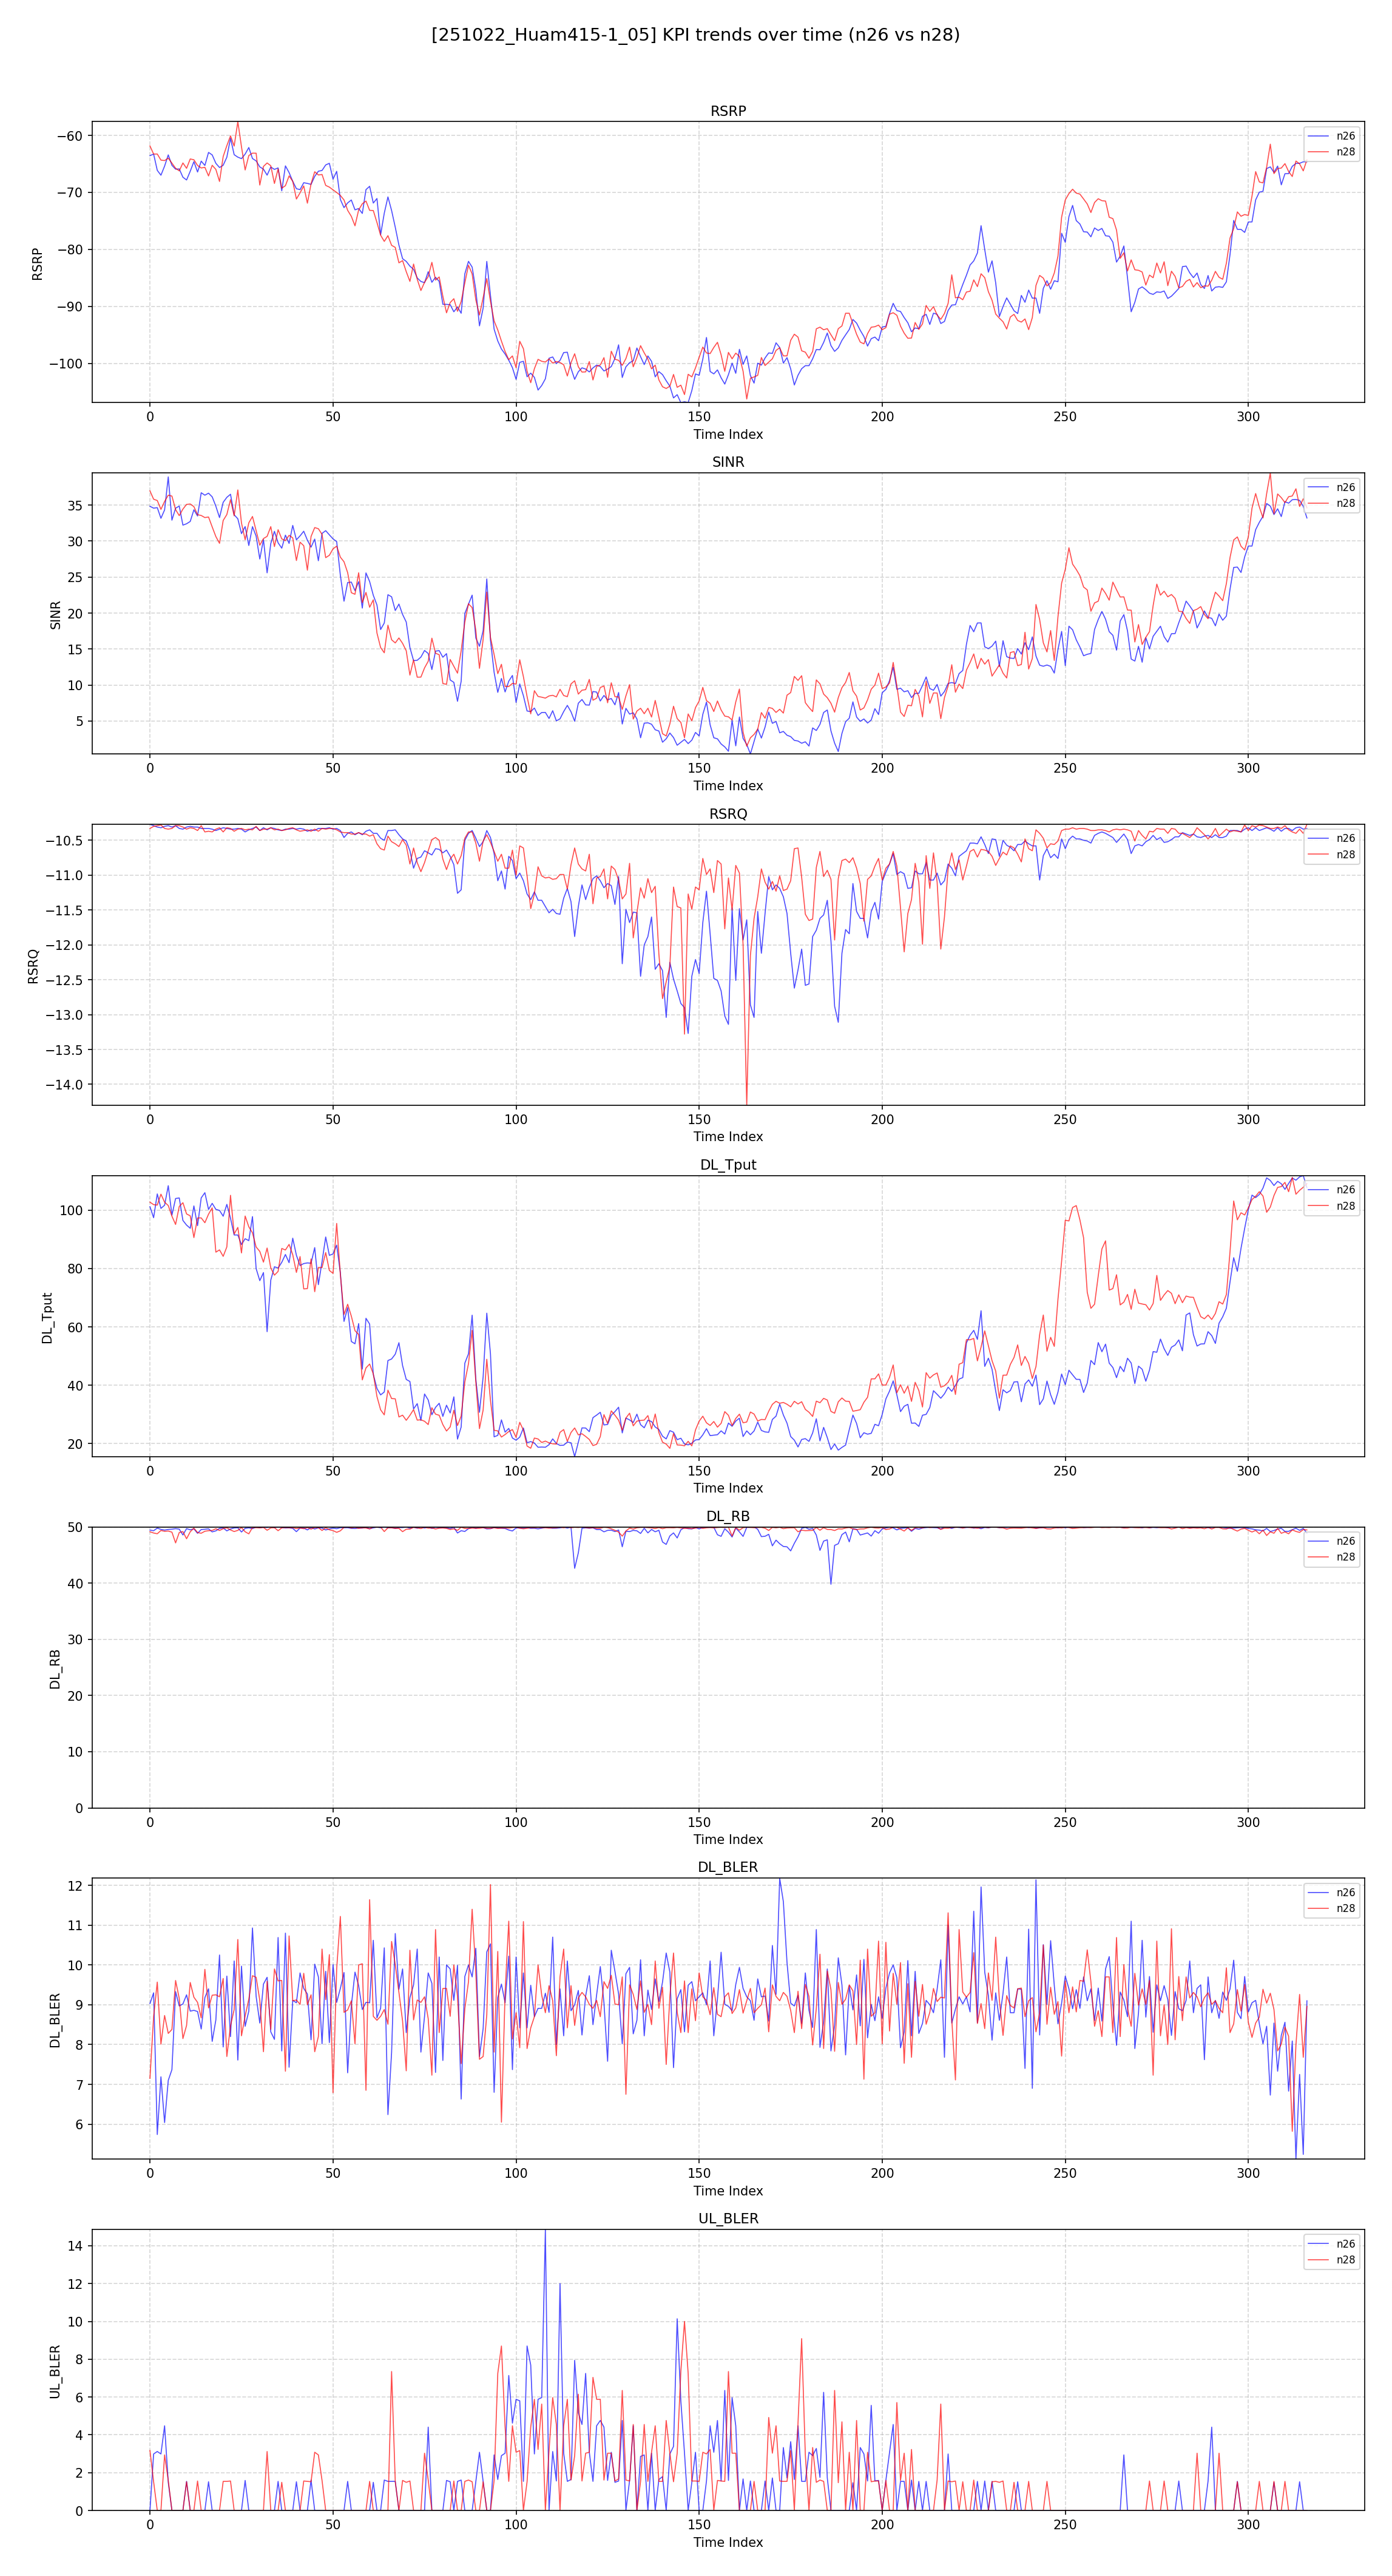 [251022_Huam415-1_05] KPI trends over time (n26 vs n28)
RSRP
n26
n28
RSRP
−60
−70
−80
−90
−100
0 50 100 150 200 250 300
Time Index
SINR
n26
n28
SINR
35
30
25
20
15
10
5
0 50 100 150 200 250 300
Time Index
RSRQ
n26
n28
RSRQ
−10.5
−11.0
−11.5
−12.0
−12.5
−13.0
−13.5
−14.0
0 50 100 150 200 250 300
Time Index
DL_Tput
n26
n28
DL_Tput
100
80
60
40
20
0 50 100 150 200 250 300
Time Index
DL_RB
n26
n28
DL_RB
50
40
30
20
10
0
0 50 100 150 200 250 300
Time Index
DL_BLER
n26
n28
DL_BLER
12
11
10
9
8
7
6
0 50 100 150 200 250 300
Time Index
UL_BLER
n26
n28
UL_BLER
14
12
10
8
6
4
2
0
0 50 100 150 200 250 300
Time Index